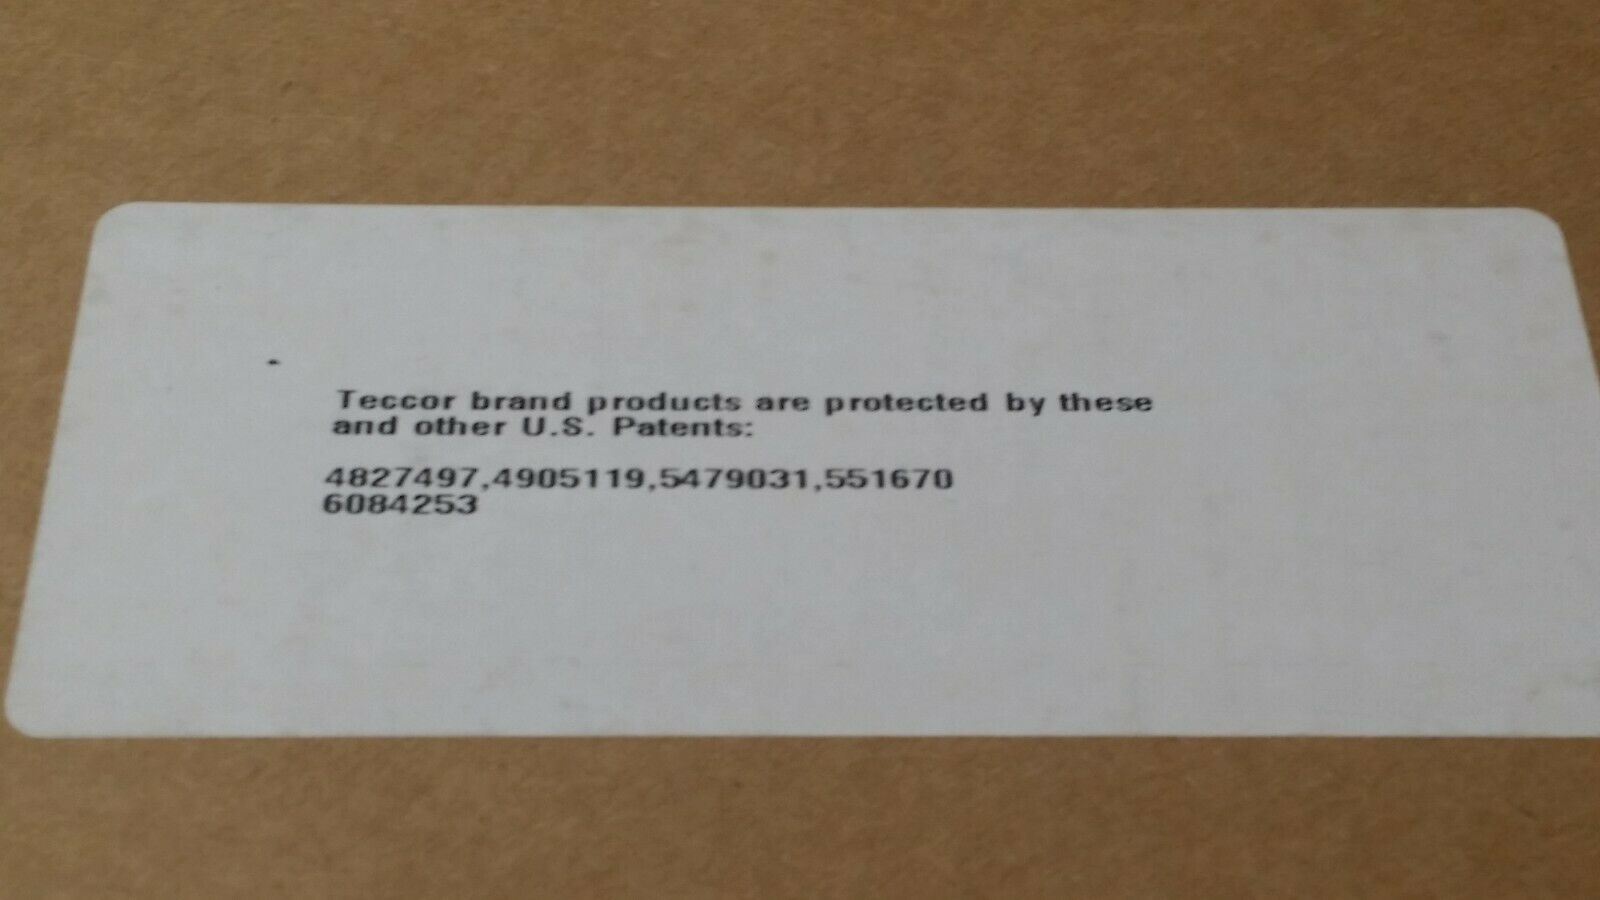 Teccor brand products are protected by these
and other U.S. Patents:
4827497,4905119,5479031,551670
6084253